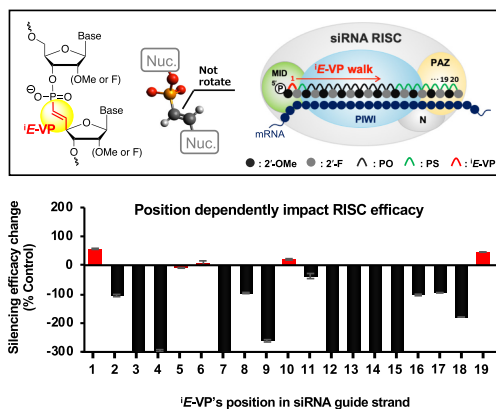 Base
(OMe or F)
Base
(OMe or F)
ⁱE-VP
O
O
O
⊖O
P
O
O
O
Nuc.
Nuc.
Not
rotate
siRNA RISC
ⁱE-VP walk
MID
5'
P
1
PAZ
··· 19 20
mRNA
PIWI
N
: 2'-OMe : 2'-F : PO : PS : ⁱE-VP
Position dependently impact RISC efficacy
Silencing efficacy change
(% Control)
100
0
-100
-200
-300
1 2 3 4 5 6 7 8 9 10 11 12 13 14 15 16 17 18 19
ⁱE-VP's position in siRNA guide strand